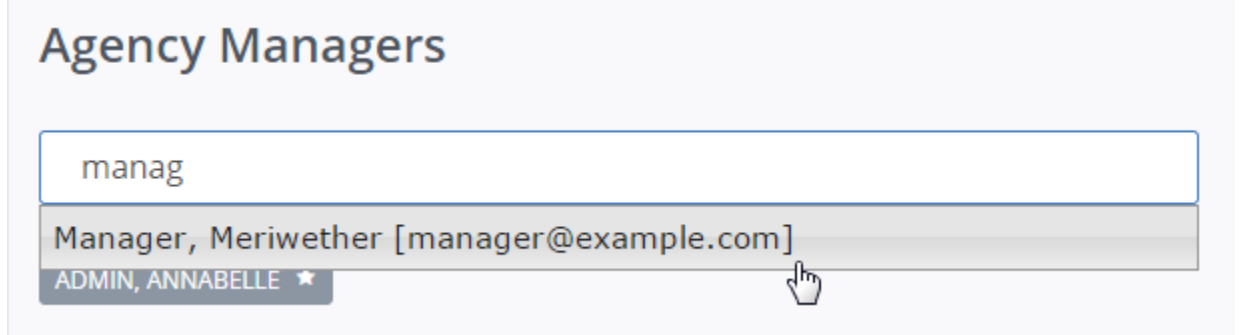 Agency Managers
manag
Manager, Meriwether [manager@example.com]
ADMIN, ANNABELLE